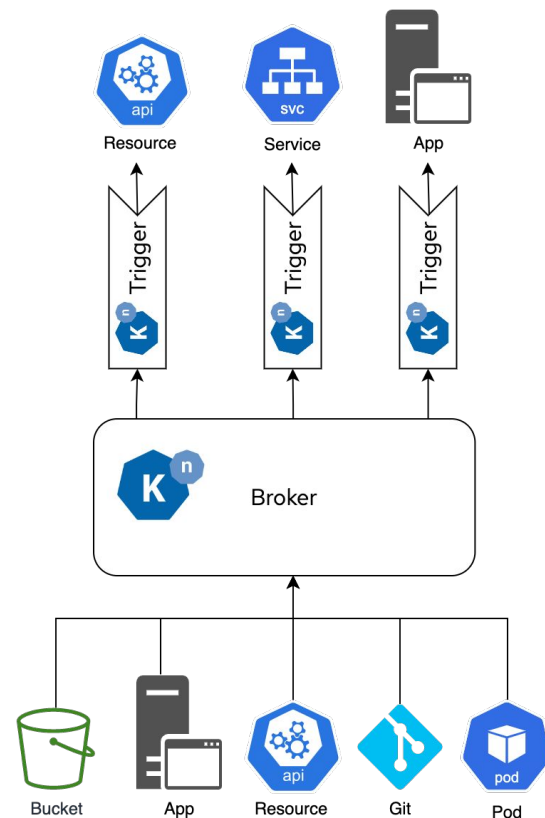 api
svc
Resource
Service
App
Trigger
Trigger
Trigger
K n
K n
K n
K n
Broker
api
pod
Bucket
App
Resource
Git
Pod